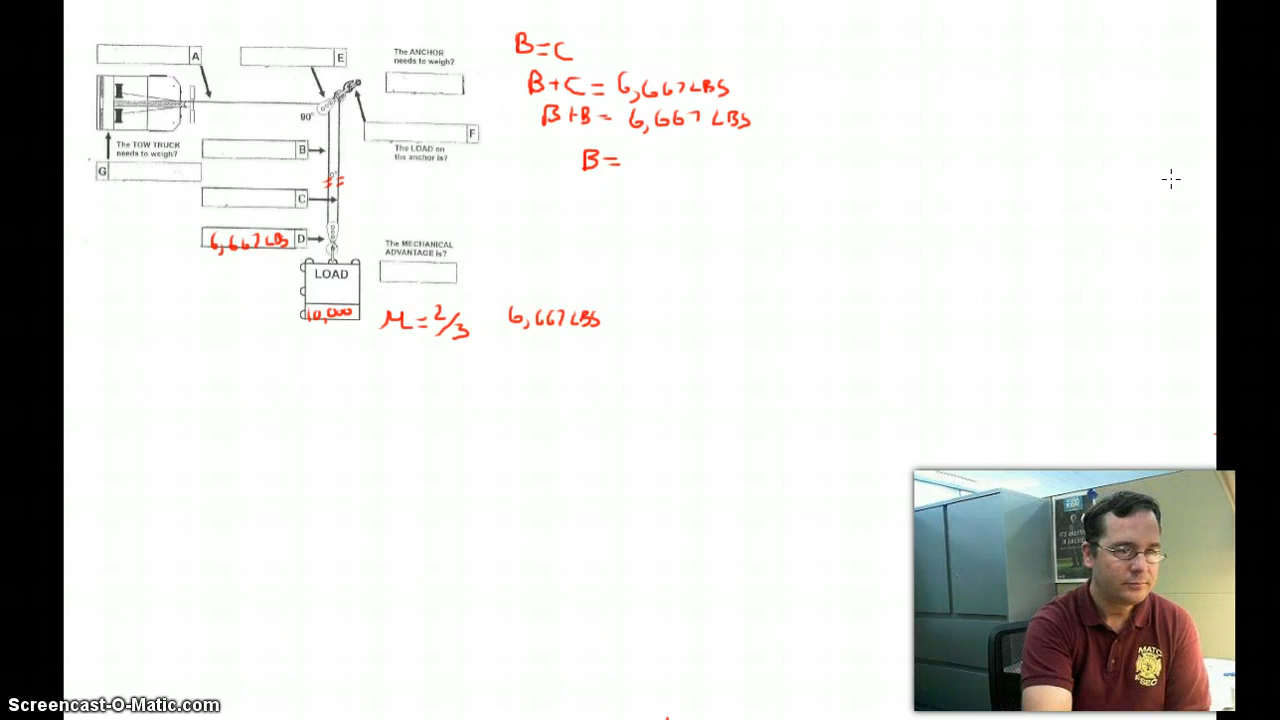 A
E
The ANCHOR
needs to weigh?
90°
F
The LOAD on
the anchor is?
The TOW TRUCK
needs to weigh?
G
B
C
6,667 LBS D
The MECHANICAL
ADVANTAGE is?
LOAD
10,000
M = 2/3
6,667 LBS
B = C
B + C = 6,667 LBS
B + B = 6,667 LBS
B =
MATC
Screencast-O-Matic.com